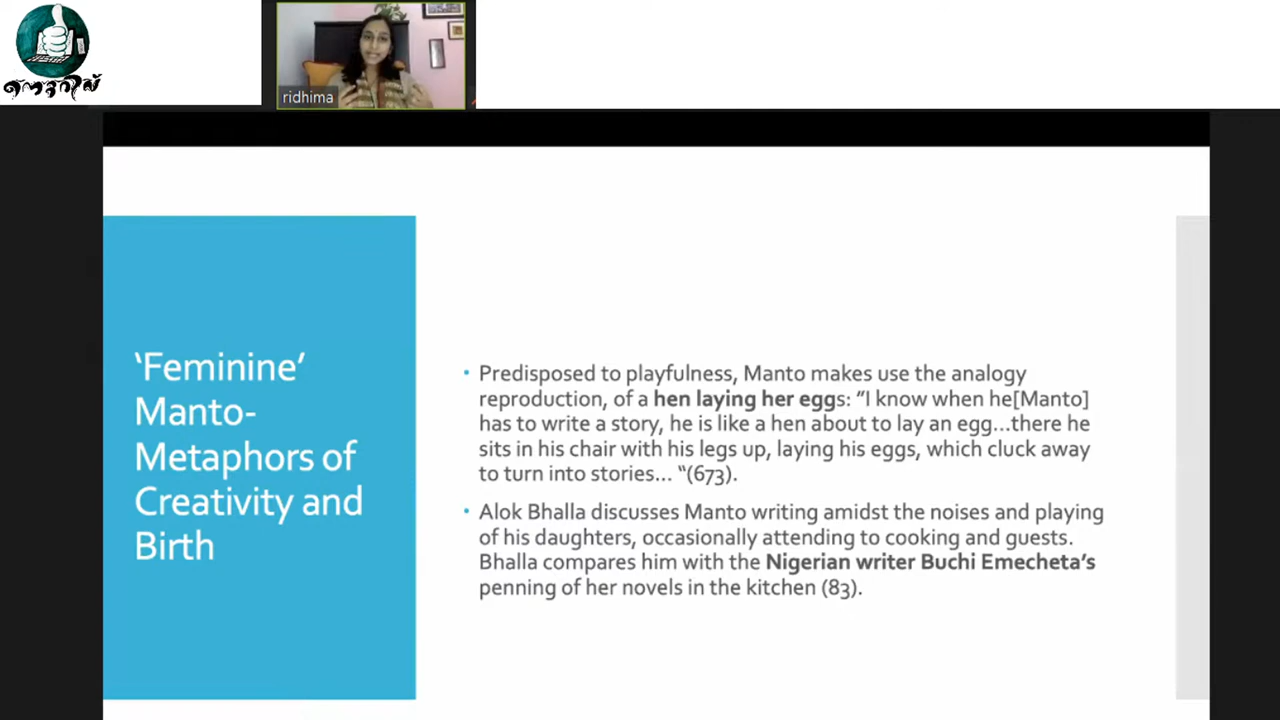 ridhima
‘Feminine’
Manto-
Metaphors of
Creativity and
Birth
• Predisposed to playfulness, Manto makes use the analogy
reproduction, of a hen laying her eggs: “I know when he[Manto]
has to write a story, he is like a hen about to lay an egg...there he
sits in his chair with his legs up, laying his eggs, which cluck away
to turn into stories... “(673).
• Alok Bhalla discusses Manto writing amidst the noises and playing
of his daughters, occasionally attending to cooking and guests.
Bhalla compares him with the Nigerian writer Buchi Emecheta’s
penning of her novels in the kitchen (83).